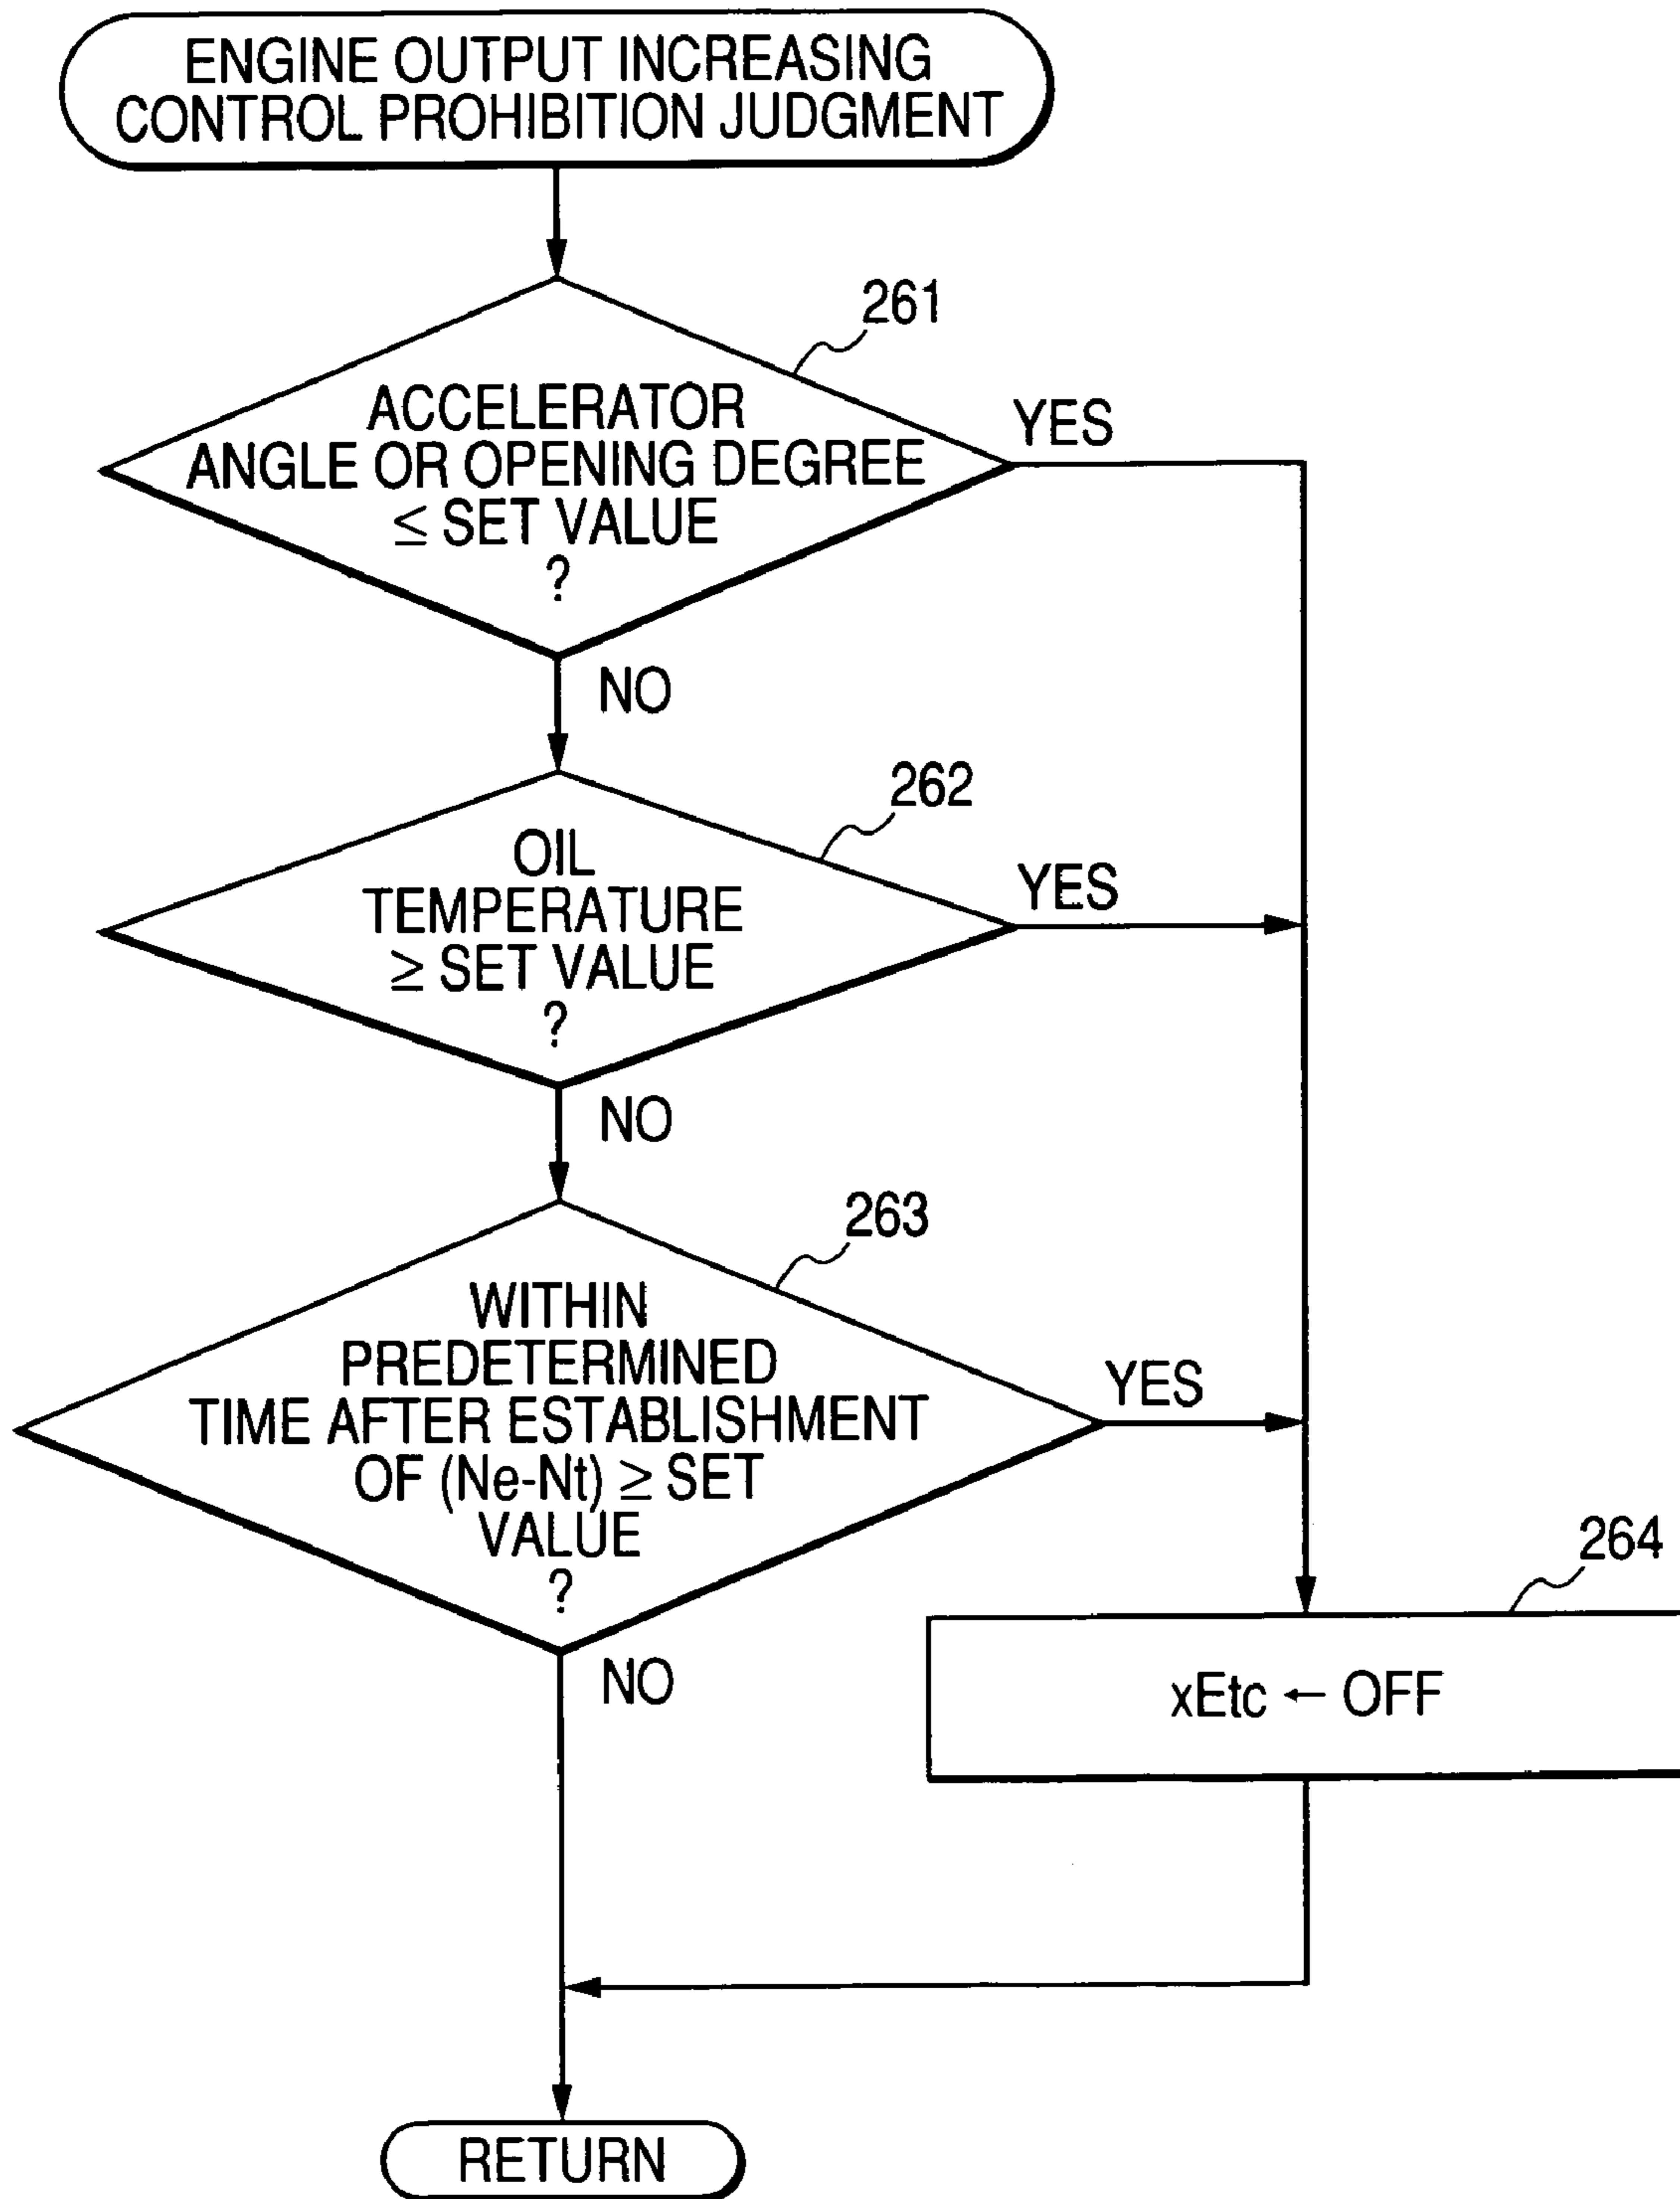 ENGINE OUTPUT INCREASING
CONTROL PROHIBITION JUDGMENT
261
ACCELERATOR
ANGLE OR OPENING DEGREE
≤ SET VALUE
?
YES
NO
262
OIL
TEMPERATURE
≥ SET VALUE
?
YES
NO
263
WITHIN
PREDETERMINED
TIME AFTER ESTABLISHMENT
OF (Ne-Nt) ≥ SET
VALUE
?
YES
NO
264
xEtc ← OFF
RETURN